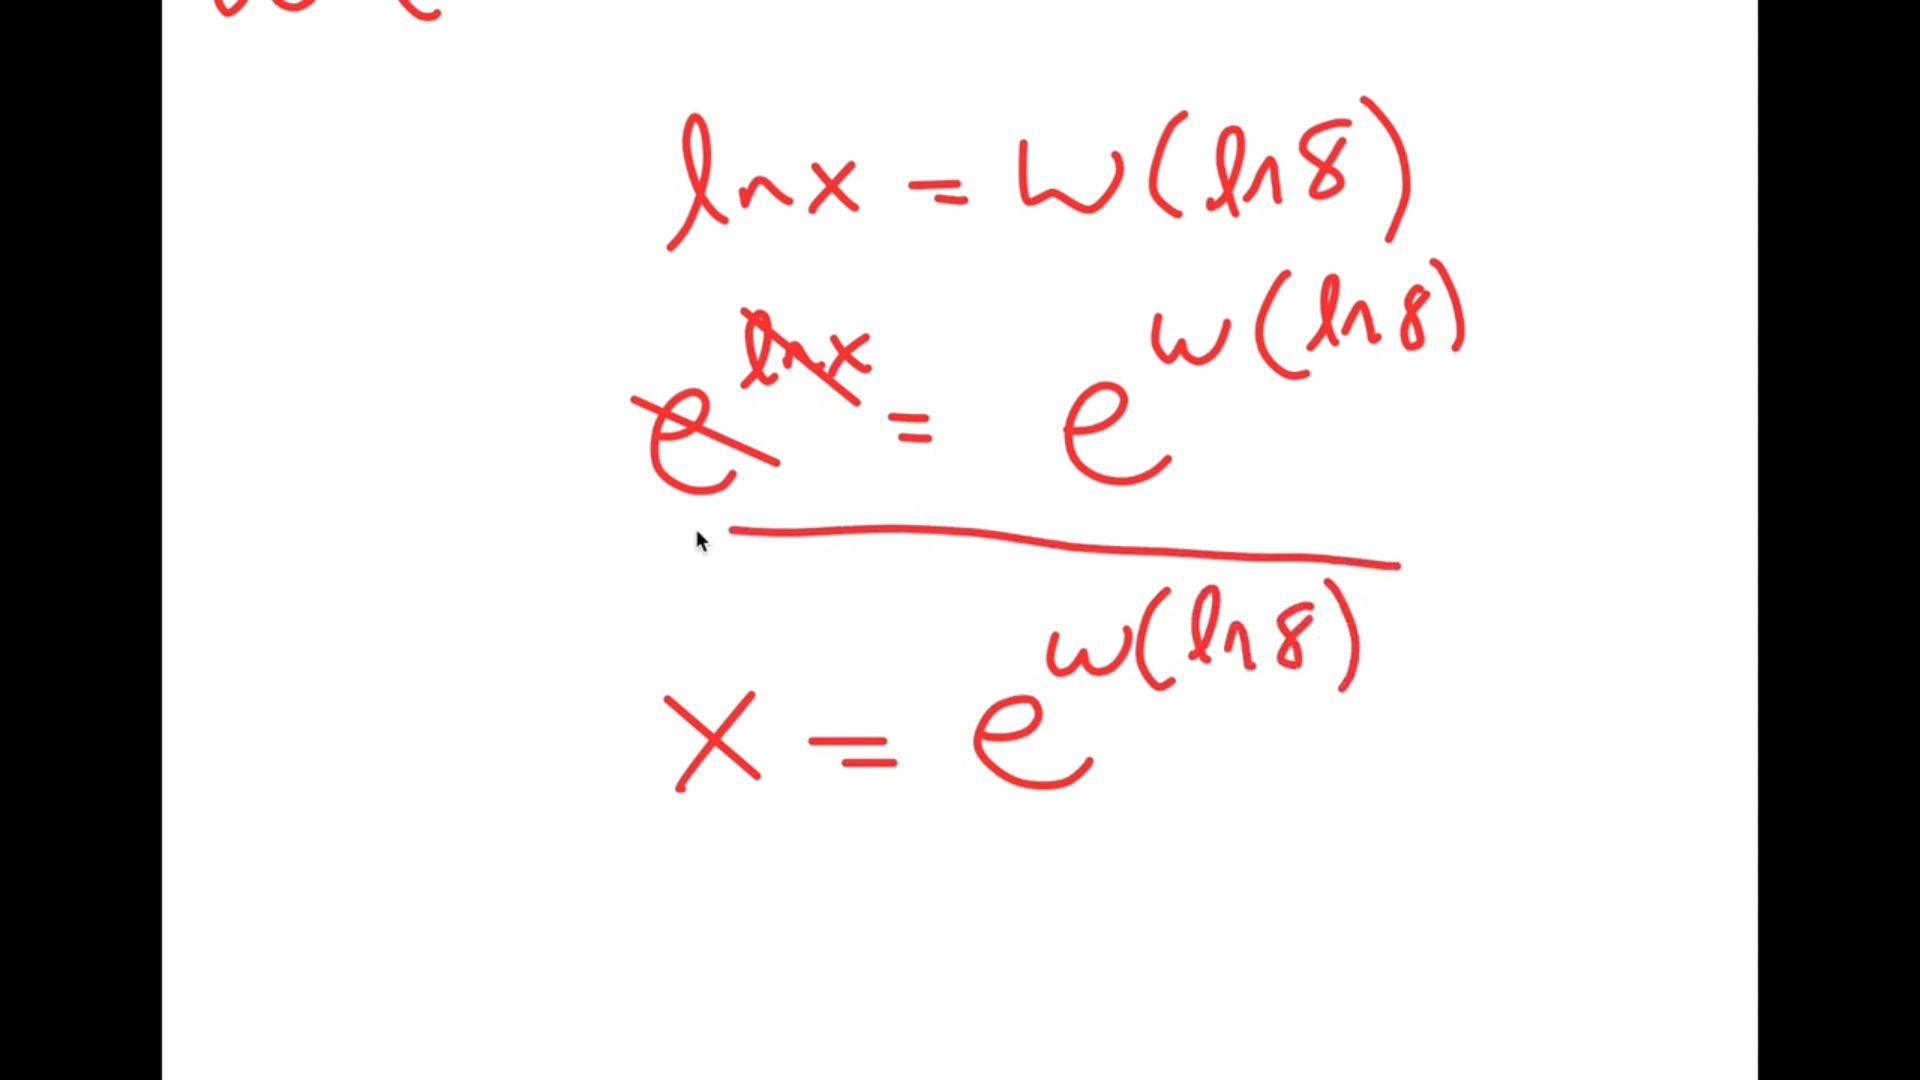 ln x = W(ln 8)
e^{ln x} = e^{W(ln 8)}
x = e^{W(ln 8)}